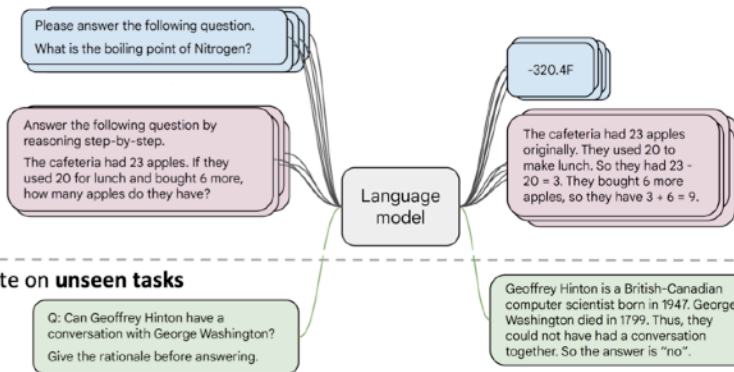 Please answer the following question.
What is the boiling point of Nitrogen?
-320.4F
Answer the following question by
reasoning step-by-step.
The cafeteria had 23 apples. If they
used 20 for lunch and bought 6 more,
how many apples do they have?
Language
model
The cafeteria had 23 apples
originally. They used 20 to
make lunch. So they had 23 -
20 = 3. They bought 6 more
apples, so they have 3 + 6 = 9.
te on unseen tasks
Q: Can Geoffrey Hinton have a
conversation with George Washington?
Give the rationale before answering.
Geoffrey Hinton is a British-Canadian
computer scientist born in 1947. George
Washington died in 1799. Thus, they
could not have had a conversation
together. So the answer is "no".